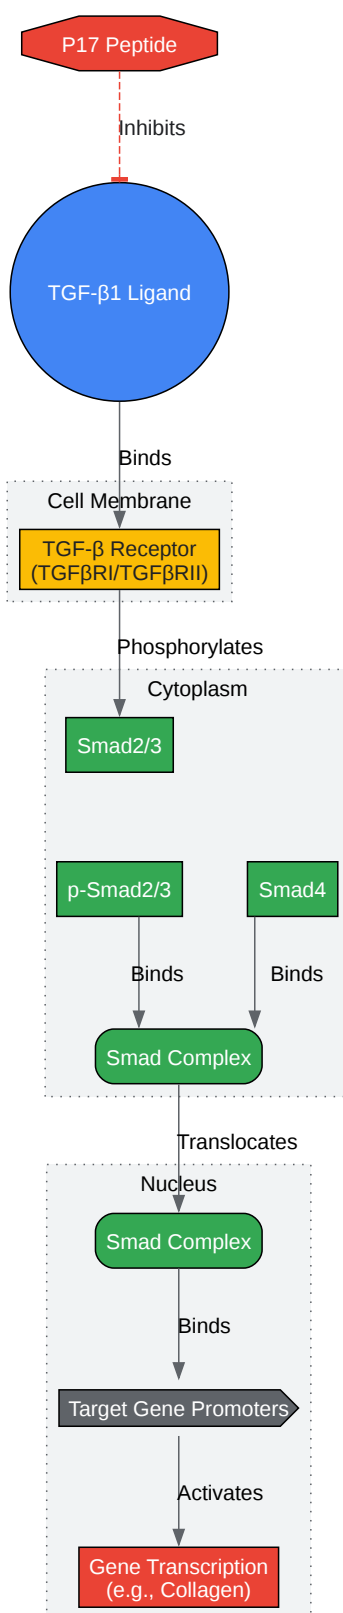 P17 Peptide
Inhibits
TGF-β1 Ligand
Binds
Cell Membrane
TGF-β Receptor
(TGFβRI/TGFβRII)
Phosphorylates
Cytoplasm
Smad2/3
p-Smad2/3
Smad4
Binds
Binds
Smad Complex
Translocates
Nucleus
Smad Complex
Binds
Target Gene Promoters
Activates
Gene Transcription
(e.g., Collagen)